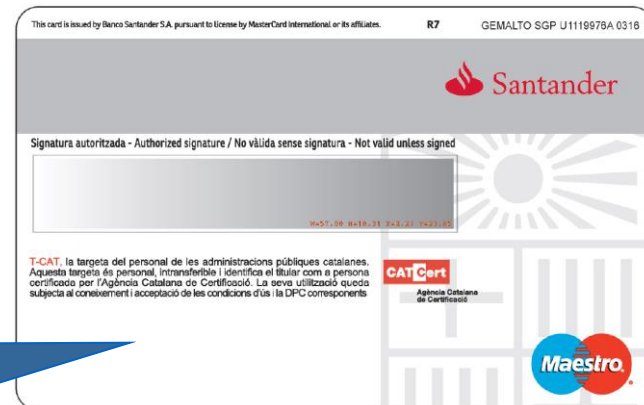 This card is issued by Banco Santander S.A. pursuant to license by MasterCard International or its affiliates. R7 GEMALTO SGP U1119976A 0316
Santander
Signatura autoritzada - Authorized signature / No vàlida sense signatura - Not valid unless signed
T-CAT, la targeta del personal de les administracions públiques catalanes.
Aquesta targeta és personal, intransferible i identifica el titular com a persona
certificada per l'Agència Catalana de Certificació. La seva utilització queda
subjecta al coneixement i acceptació de les condicions d'ús i la DPC corresponents
CATCert
Agència Catalana
de Certificació
Maestro